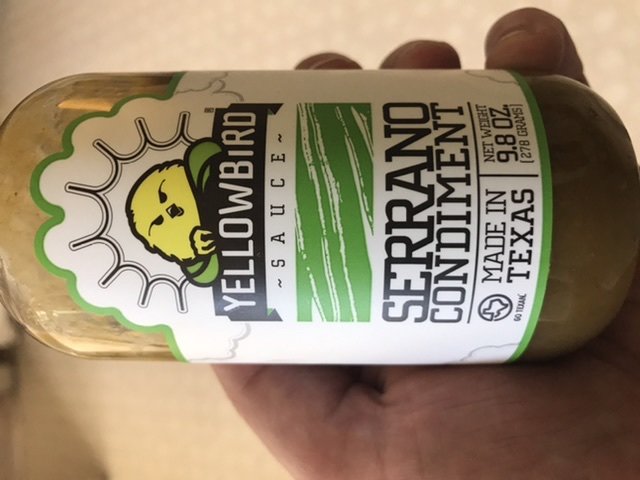 YELLOWBIRD
~ SAUCE ~
SERRANO
CONDIMENT
MADE IN
TEXAS
GO TEXAN.
NET WEIGHT
9.8 OZ.
(278 GRAMS)